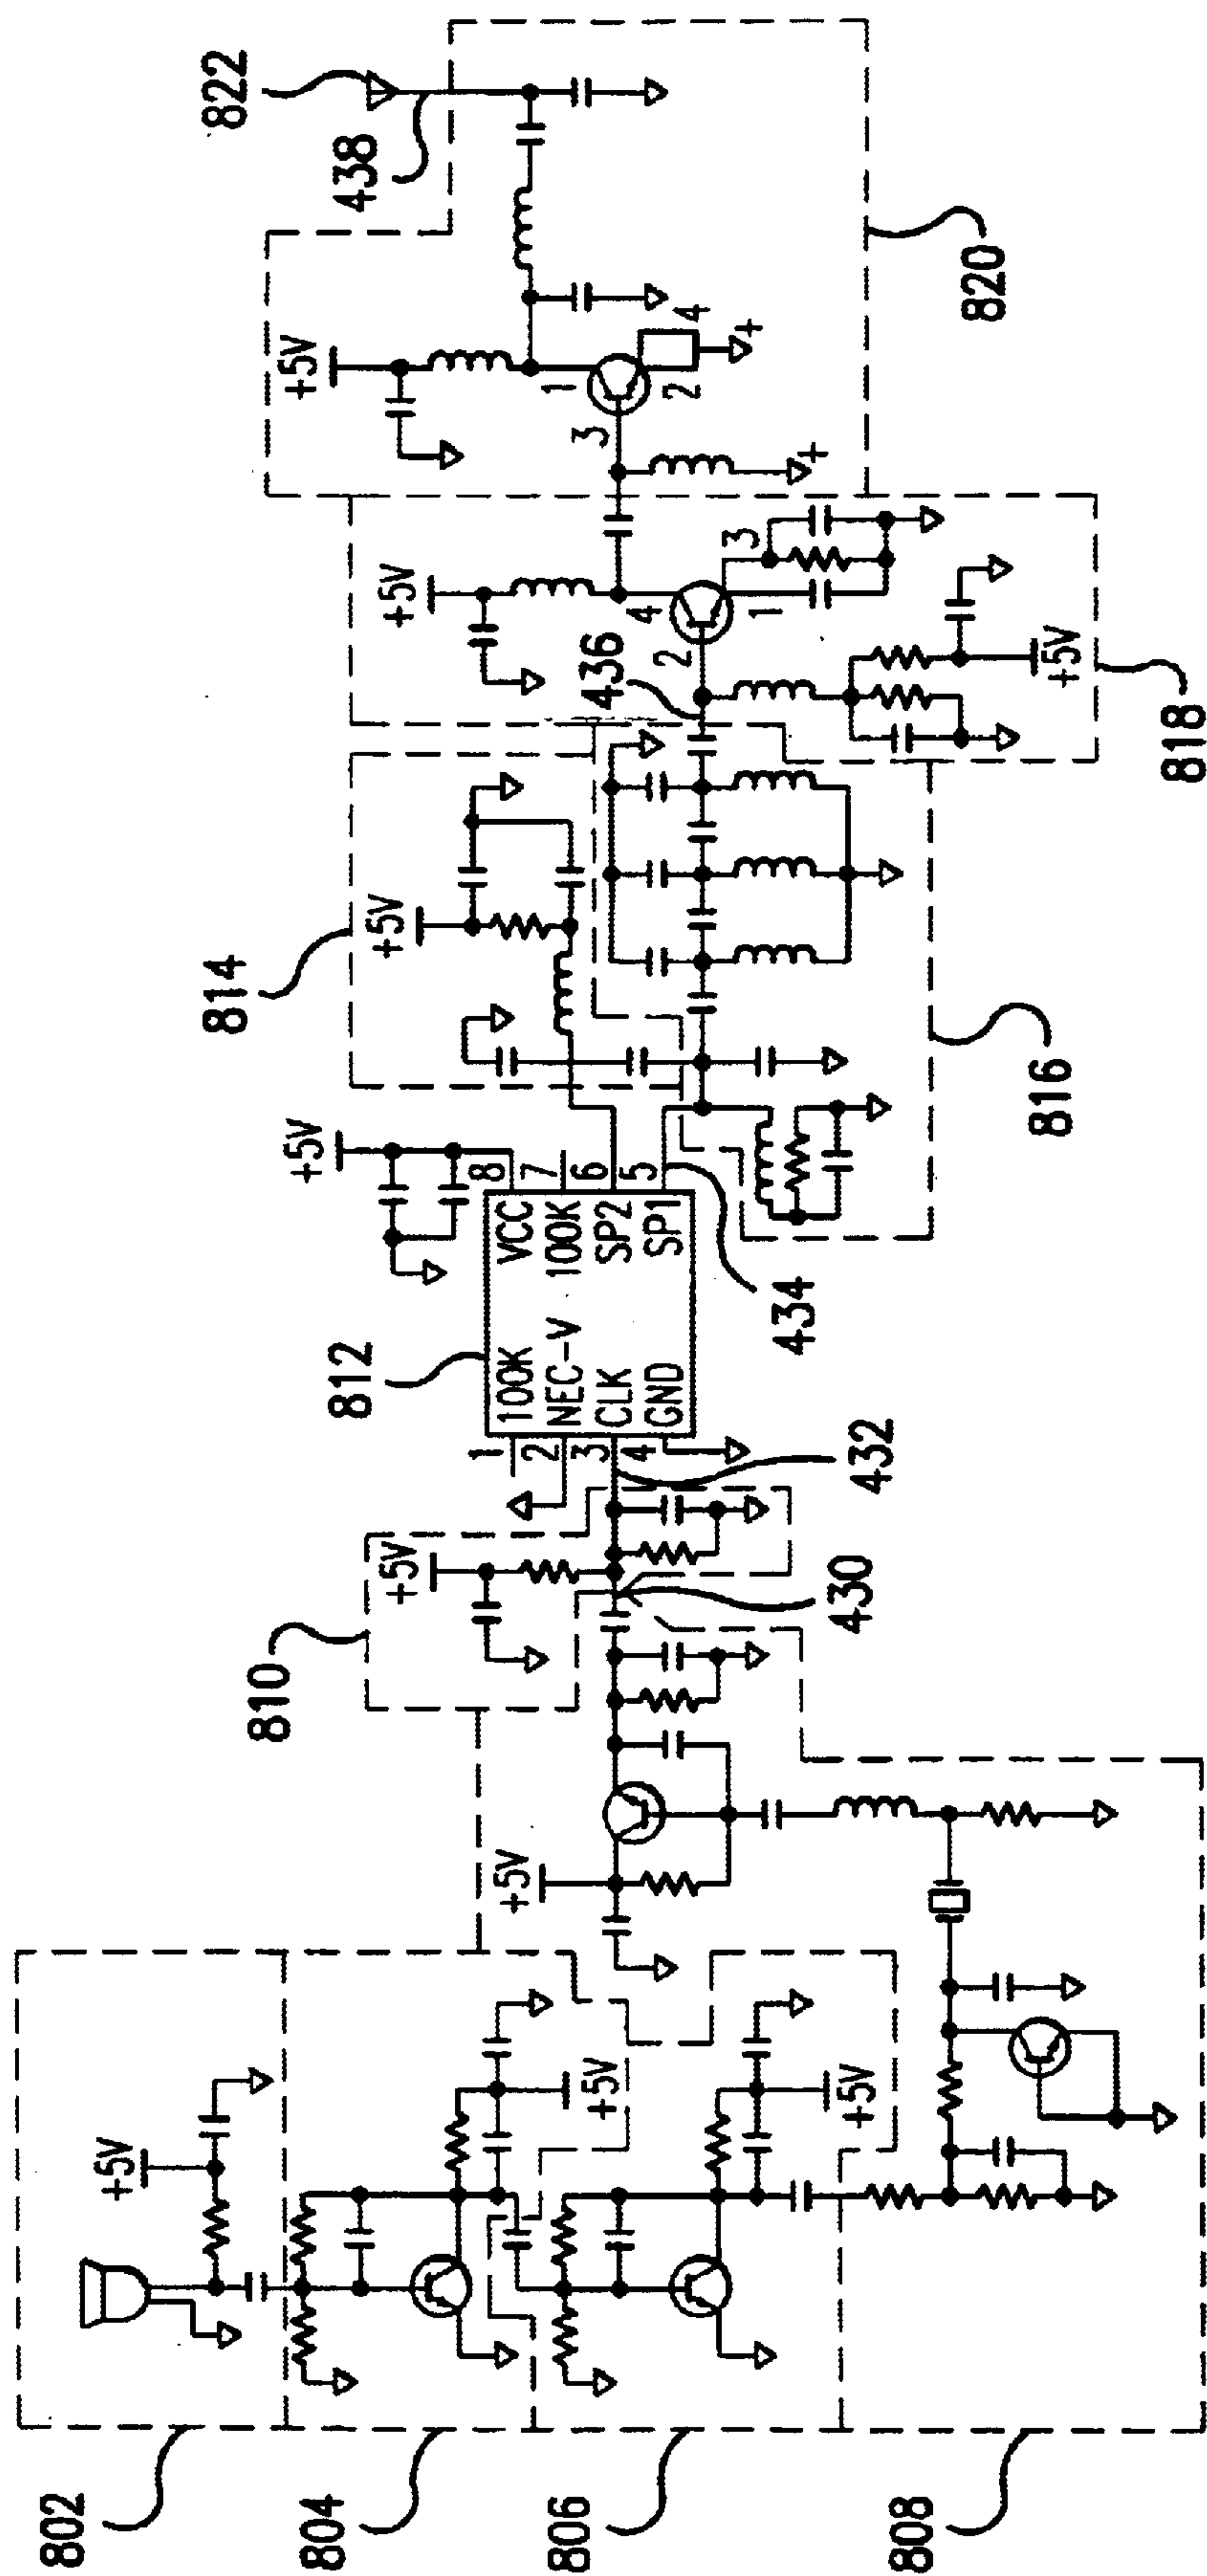 822
438
820
+5V
1
2
4
+
3
+
+5V
4
3
1
2
436
+5V
818
814
+5V
816
+5V
8
7
6
5
VCC
100K
SP2
SP1
434
812
100K
NEC-V
CLK
GND
1
2
3
4
432
810
+5V
430
+5V
+5V
+5V
+5V
802
804
806
808